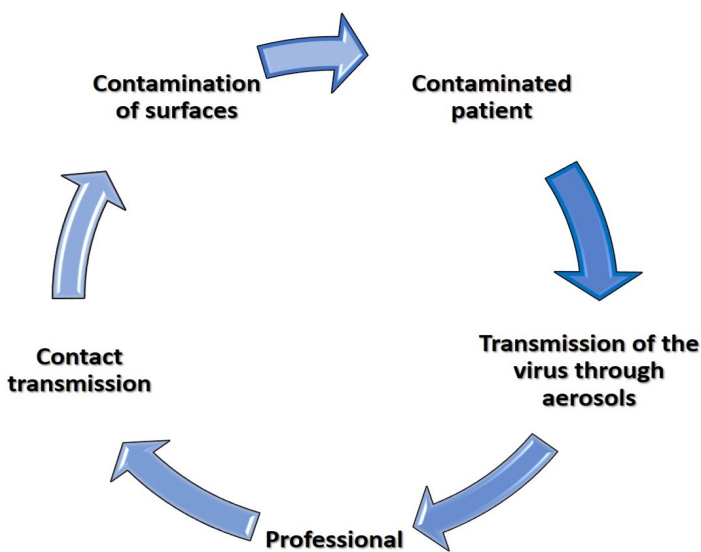 Contamination
of surfaces
Contaminated
patient
Transmission of the
virus through
aerosols
Professional
Contact
transmission